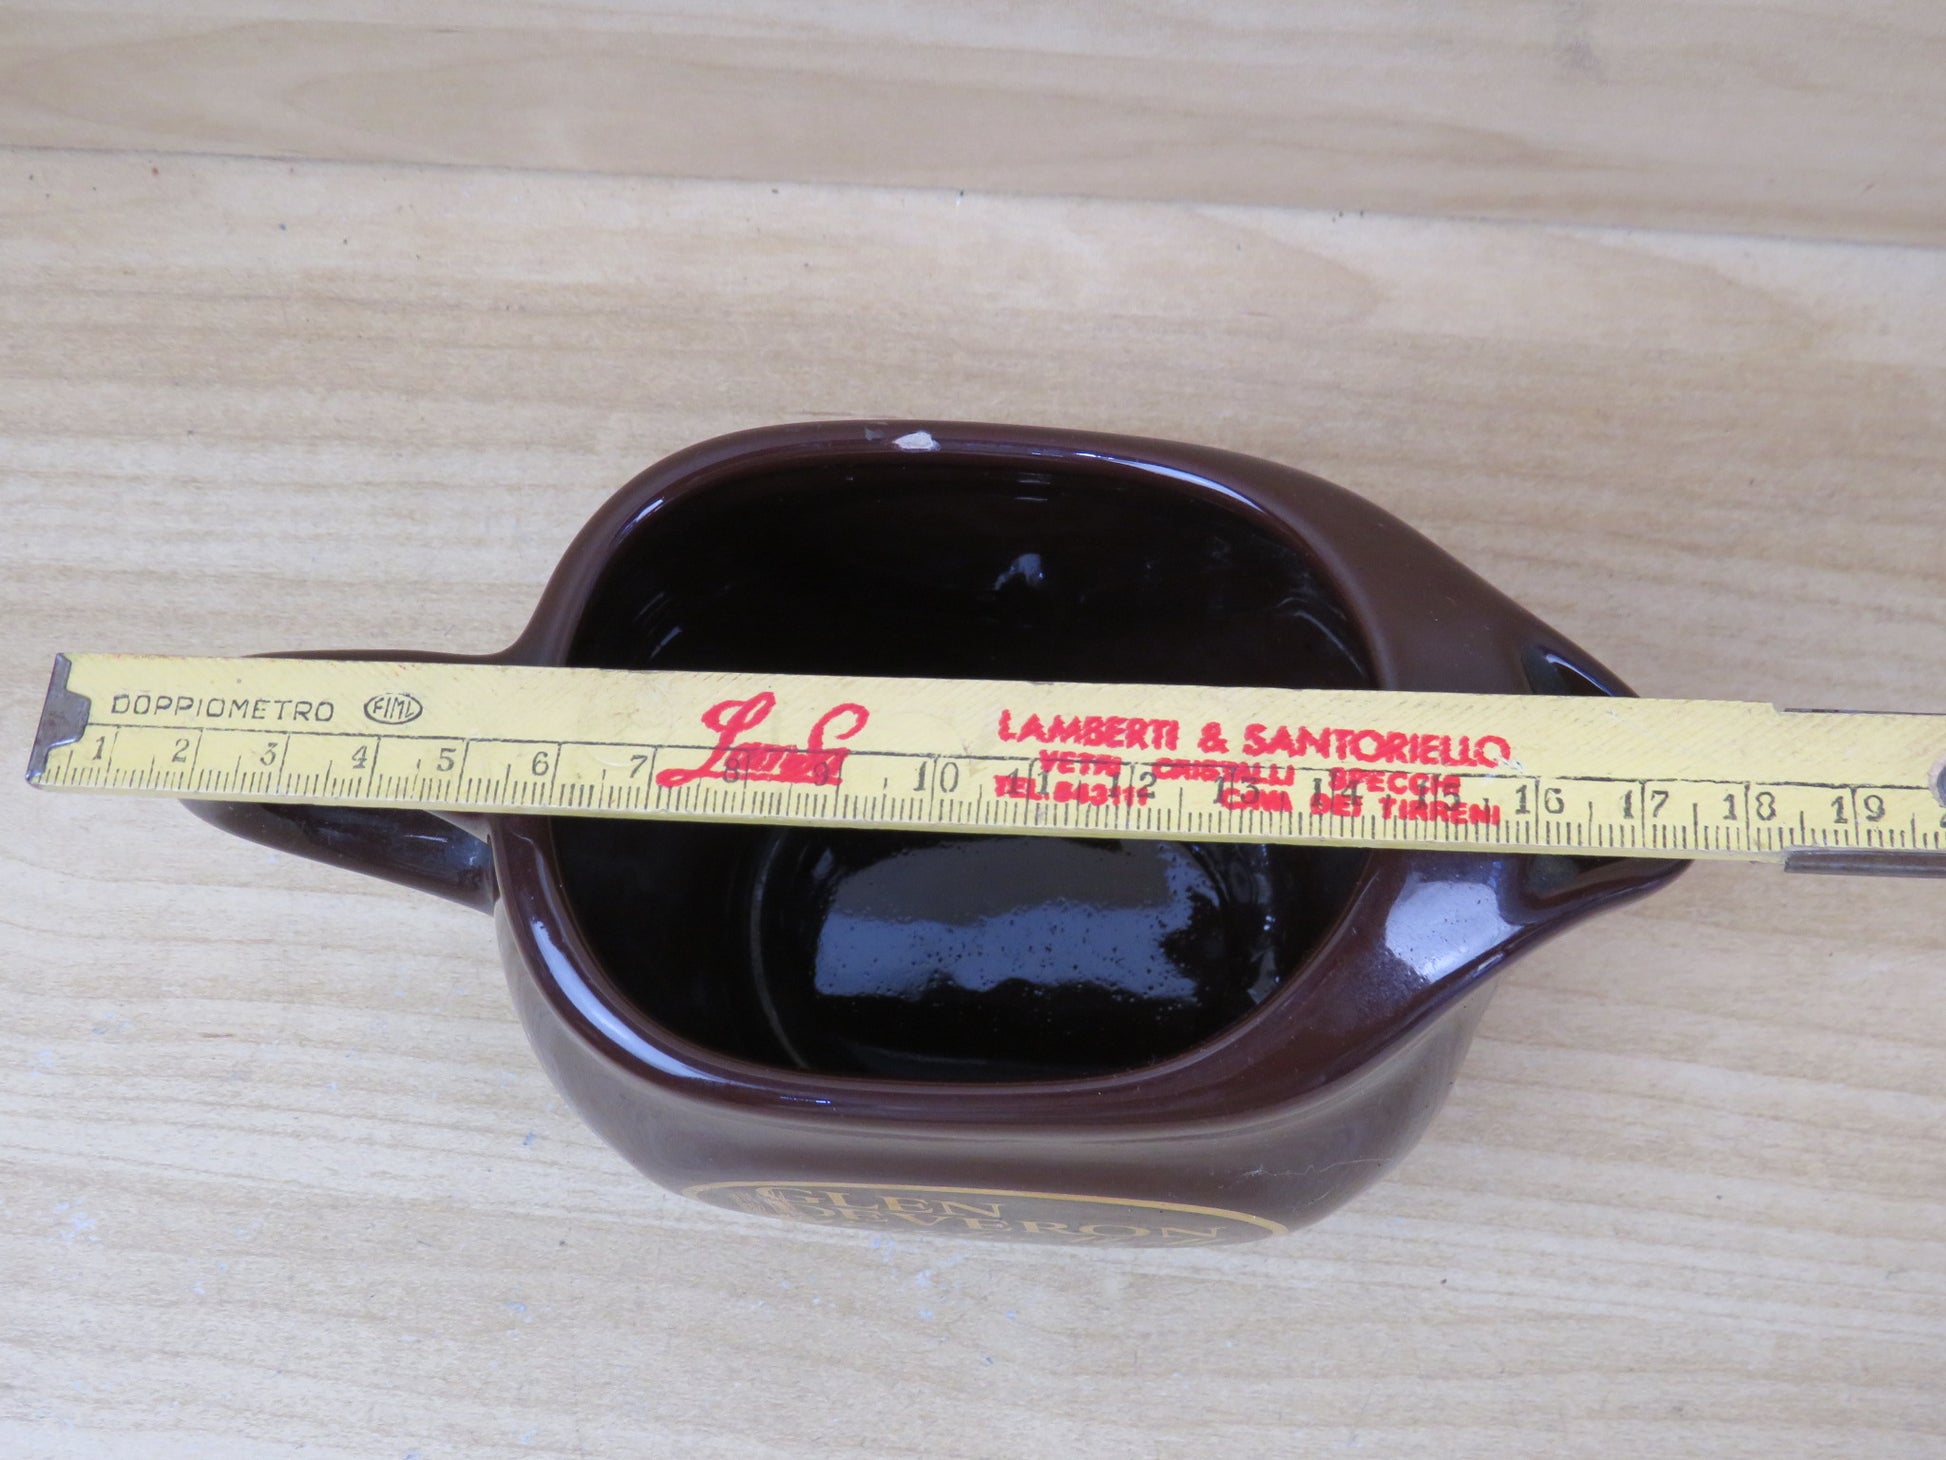 DOPPIOMETRO FIML
LAMBERTI & SANTORIELLO
VETRI CRISTALLI SPECCHI
CAVA DEI TIRRENI
1 2 3 4 5 6 7 8 9 10 11 12 13 14 15 16 17 18 19
GLEN
DEVERON